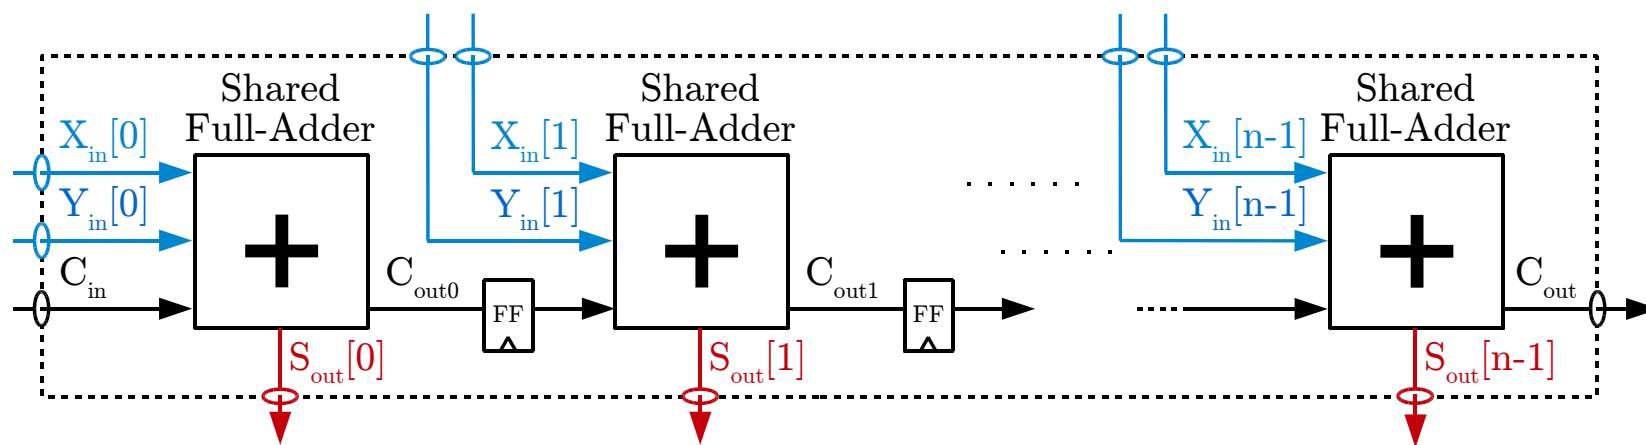 Shared
Full-Adder
Shared
Full-Adder
Shared
Full-Adder
X_in[0]
X_in[1]
X_in[n-1]
Y_in[0]
Y_in[1]
Y_in[n-1]
C_in
C_out0
C_out1
C_out
FF
FF
S_out[0]
S_out[1]
S_out[n-1]